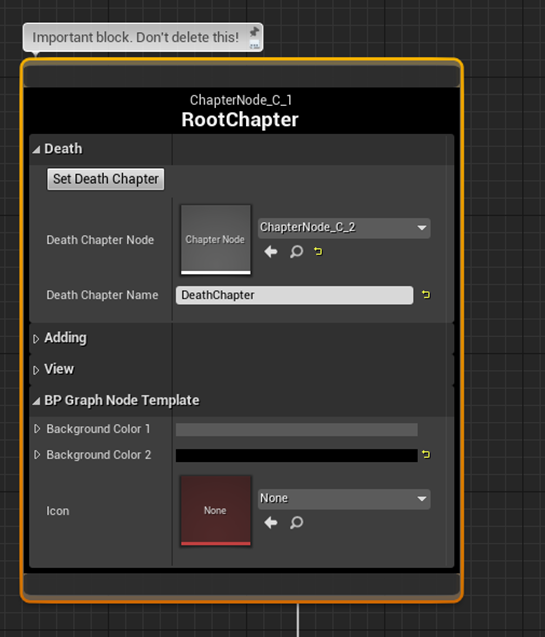 Important block. Don't delete this!
ChapterNode_C_1
RootChapter
Death
Set Death Chapter
Death Chapter Node
Chapter Node
ChapterNode_C_2
Death Chapter Name
DeathChapter
Adding
View
BP Graph Node Template
Background Color 1
Background Color 2
Icon
None
None